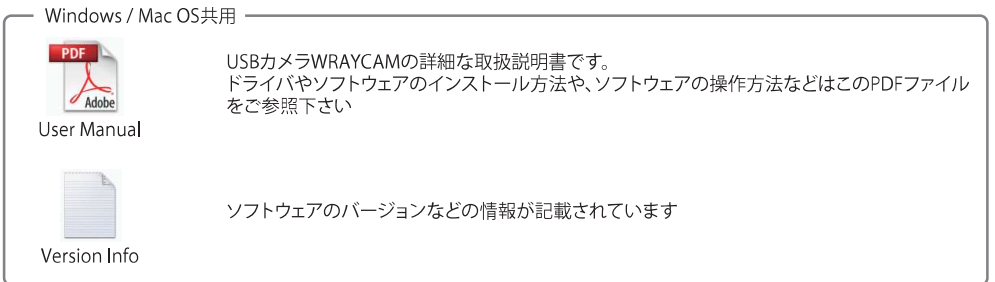 Windows / Mac OS共用
PDF
Adobe
User Manual
USBカメラWRAYCAMの詳細な取扱説明書です。
ドライバやソフトウェアのインストール方法や、ソフトウェアの操作方法などはこのPDFファイル
をご参照下さい
Version Info
ソフトウェアのバージョンなどの情報が記載されています